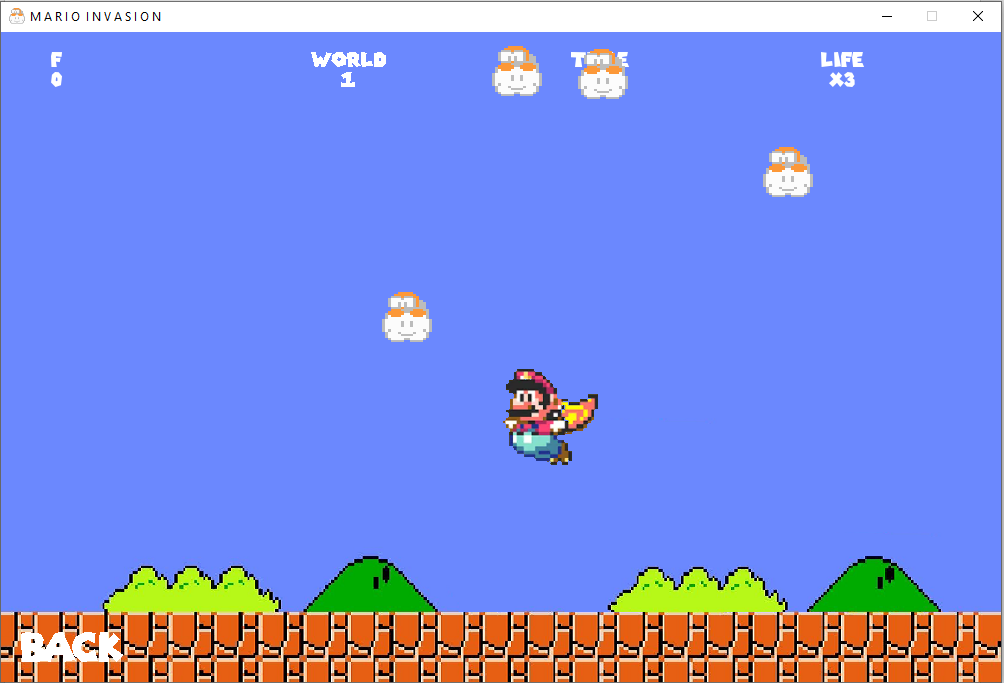 MARIO INVASION
F WORLD LIFE
0 1 x3
BACK